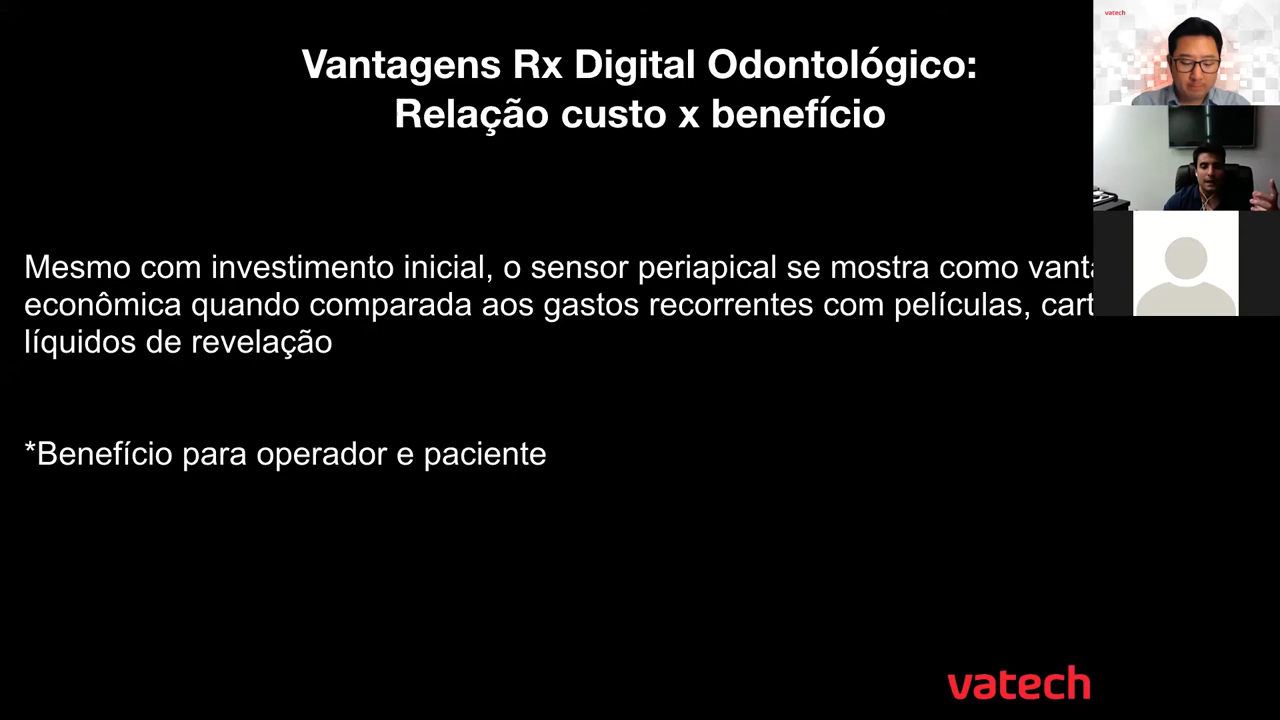 Vantagens Rx Digital Odontológico:
Relação custo x benefício
Mesmo com investimento inicial, o sensor periapical se mostra como
econômica quando comparada aos gastos recorrentes com películas,
líquidos de revelação
*Benefício para operador e paciente
vatech
vatech